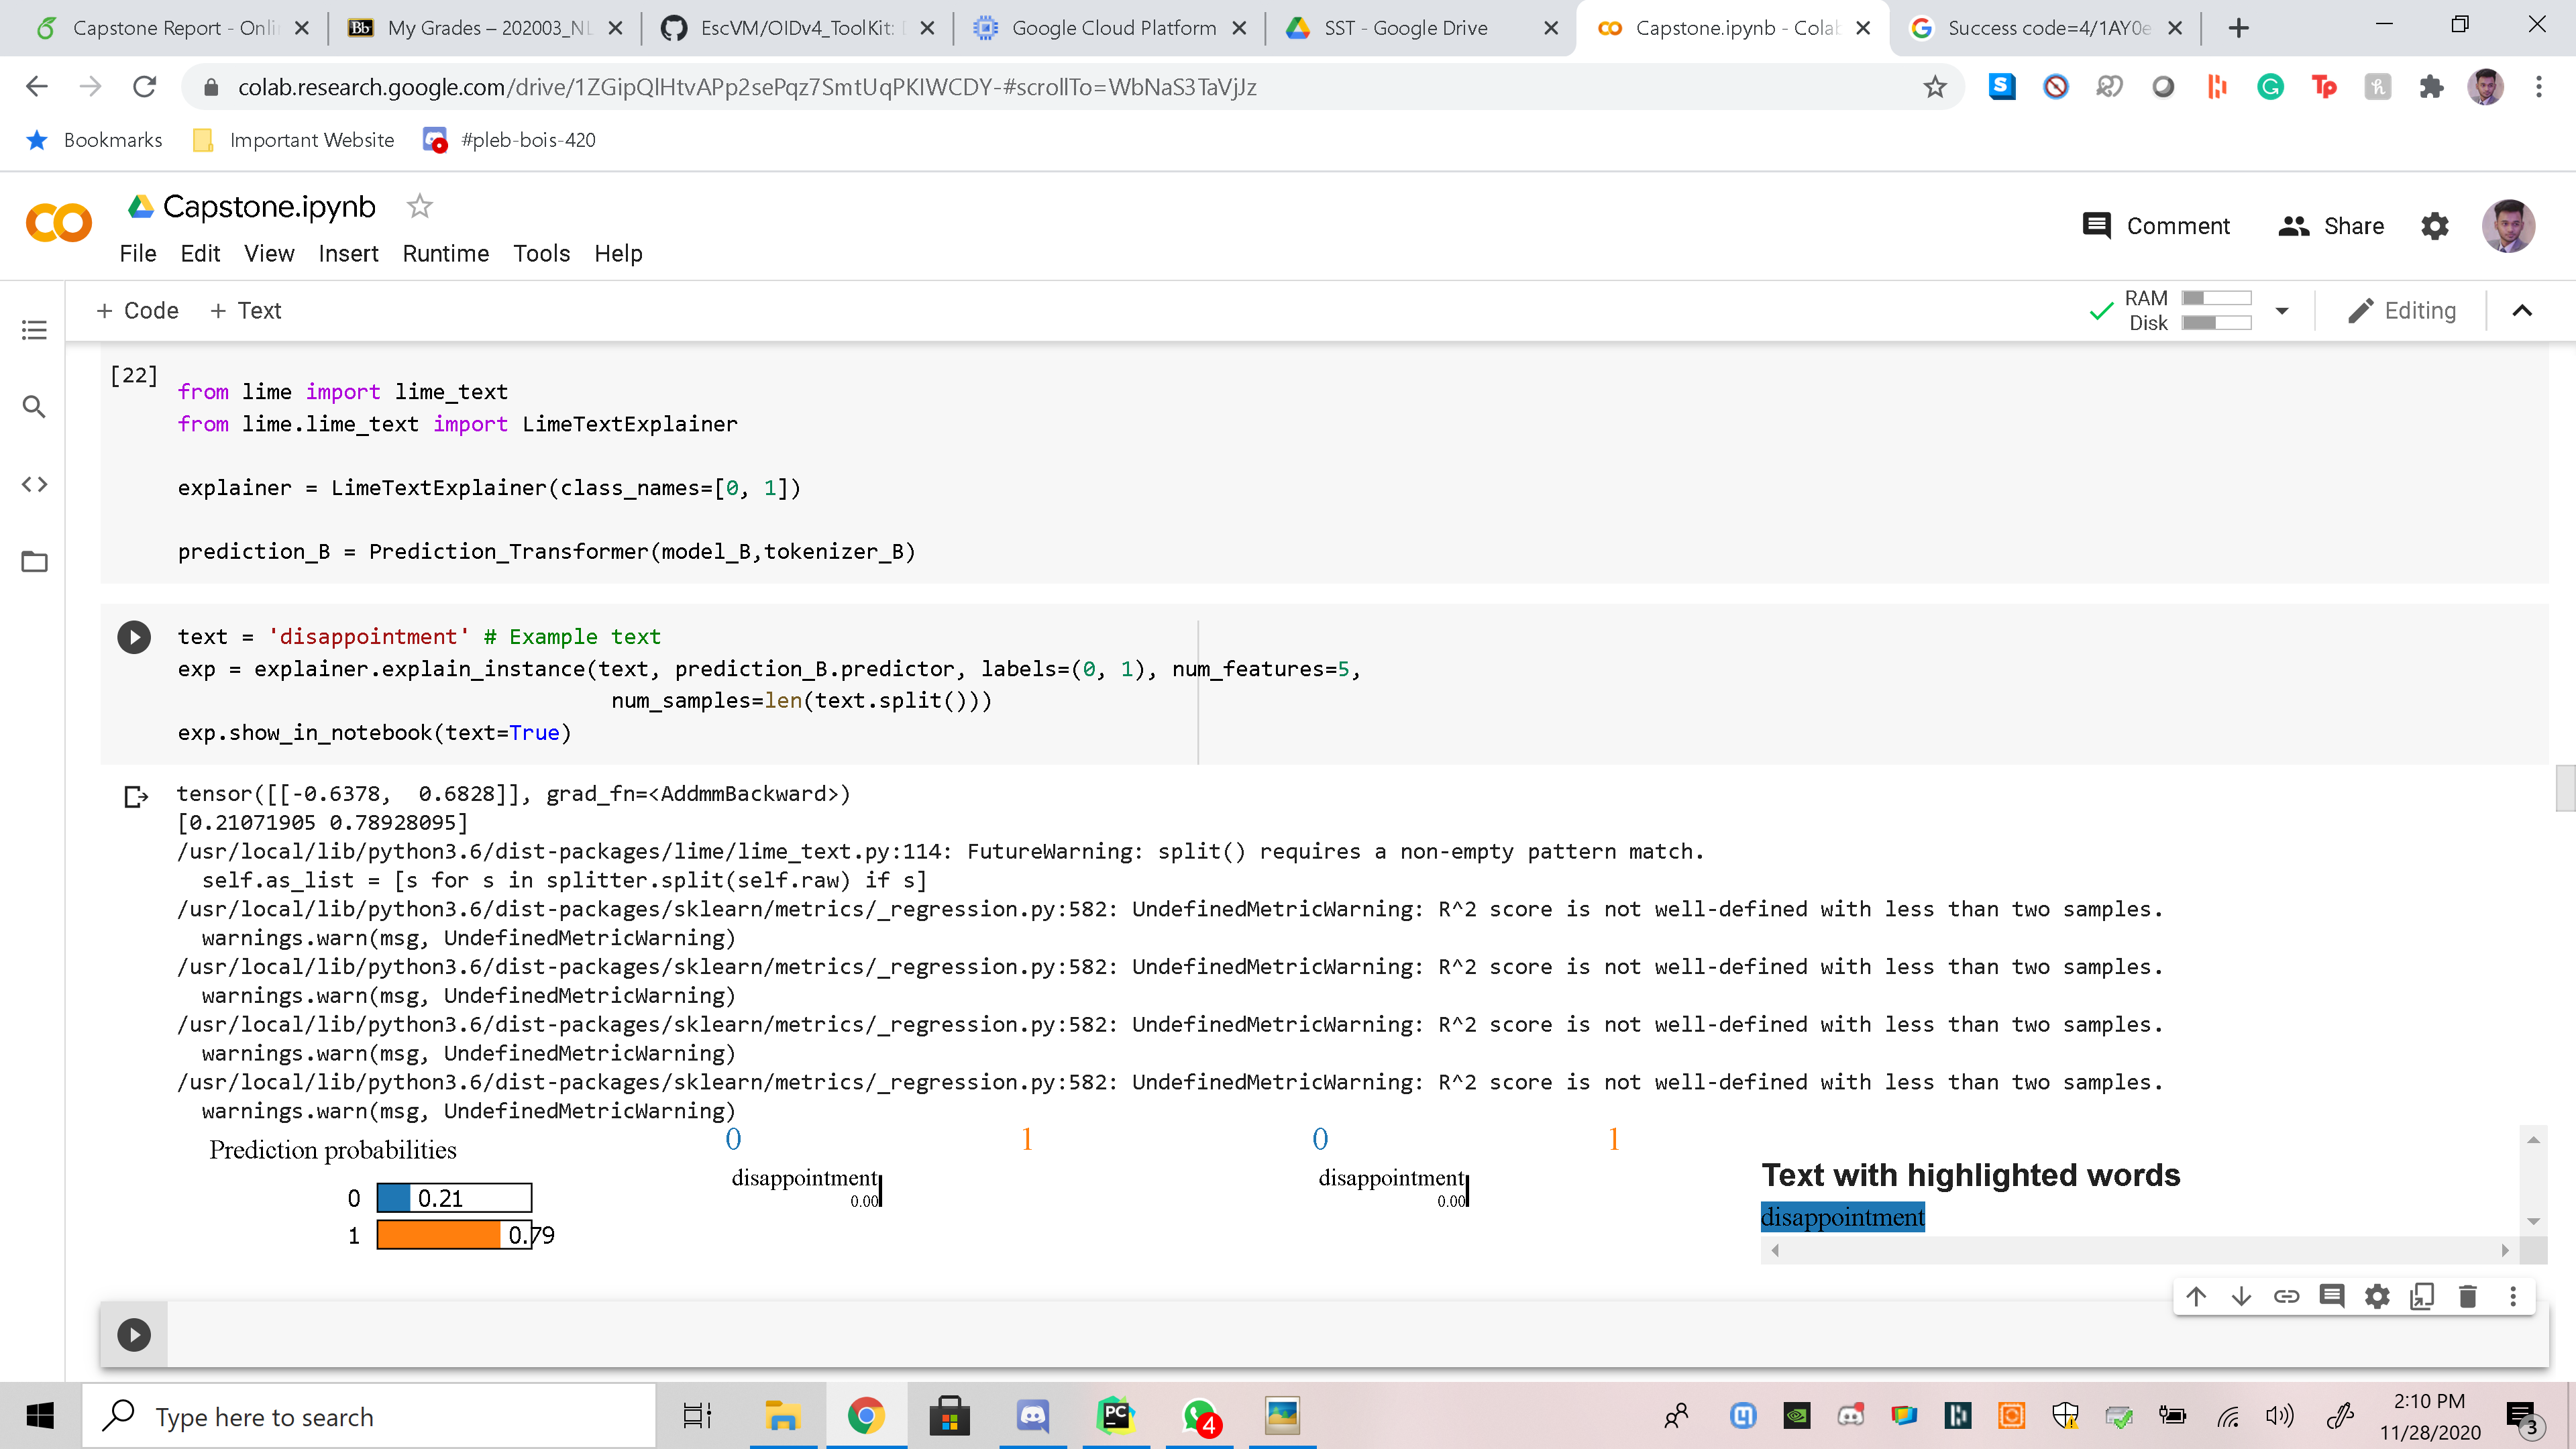 Capstone Report - Onli
My Grades – 202003_NL
EscVM/OIDv4_ToolKit:
Google Cloud Platform
SST - Google Drive
Capstone.ipynb - Colab
Success code=4/1AY0e
colab.research.google.com/drive/1ZGipQlHtvAPp2sePqz7SmtUqPKIWCDY-#scrollTo=WbNaS3TaVjJz
Bookmarks
Important Website
#pleb-bois-420
Capstone.ipynb
Comment
Share
File Edit View Insert Runtime Tools Help
+ Code + Text
RAM
Disk
Editing
[22]
from lime import lime_text
from lime.lime_text import LimeTextExplainer
explainer = LimeTextExplainer(class_names=[0, 1])
prediction_B = Prediction_Transformer(model_B,tokenizer_B)
text = 'disappointment' # Example text
exp = explainer.explain_instance(text, prediction_B.predictor, labels=(0, 1), num_features=5,
num_samples=len(text.split()))
exp.show_in_notebook(text=True)
tensor([[-0.6378, 0.6828]], grad_fn=<AddmmBackward>)
[0.21071905 0.78928095]
/usr/local/lib/python3.6/dist-packages/lime/lime_text.py:114: FutureWarning: split() requires a non-empty pattern match.
self.as_list = [s for s in splitter.split(self.raw) if s]
/usr/local/lib/python3.6/dist-packages/sklearn/metrics/_regression.py:582: UndefinedMetricWarning: R^2 score is not well-defined with less than two samples.
warnings.warn(msg, UndefinedMetricWarning)
/usr/local/lib/python3.6/dist-packages/sklearn/metrics/_regression.py:582: UndefinedMetricWarning: R^2 score is not well-defined with less than two samples.
warnings.warn(msg, UndefinedMetricWarning)
/usr/local/lib/python3.6/dist-packages/sklearn/metrics/_regression.py:582: UndefinedMetricWarning: R^2 score is not well-defined with less than two samples.
warnings.warn(msg, UndefinedMetricWarning)
/usr/local/lib/python3.6/dist-packages/sklearn/metrics/_regression.py:582: UndefinedMetricWarning: R^2 score is not well-defined with less than two samples.
warnings.warn(msg, UndefinedMetricWarning)
Prediction probabilities
0 0.21
1 0.79
0 1
disappointment
0.00
0 1
disappointment
0.00
Text with highlighted words
disappointment
Type here to search
4
2:10 PM
11/28/2020
3